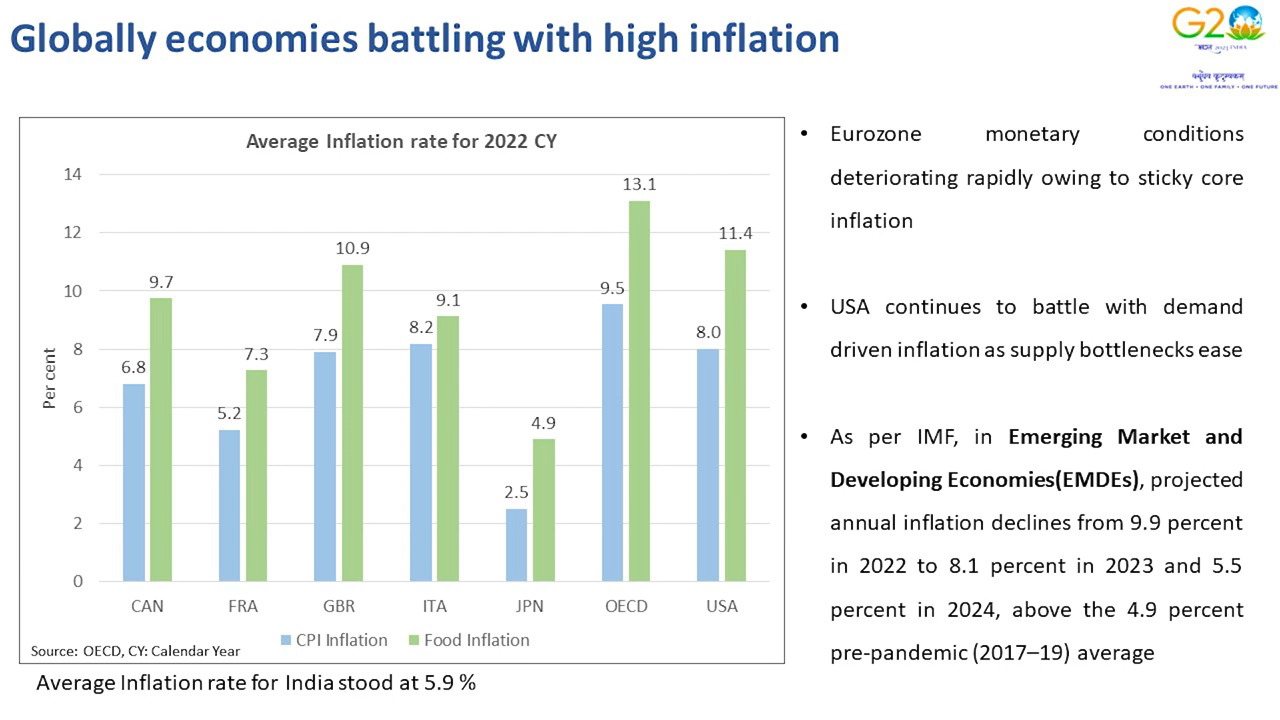 Globally economies battling with high inflation
G20
भारत 2023 INDIA
वसुधैव कुटुम्बकम्
ONE EARTH • ONE FAMILY • ONE FUTURE
Average Inflation rate for 2022 CY
14
12
10
8
6
4
2
0
Per cent
6.8
9.7
5.2
7.3
7.9
10.9
8.2
9.1
2.5
4.9
9.5
13.1
8.0
11.4
CAN FRA GBR ITA JPN OECD USA
CPI Inflation Food Inflation
Source: OECD, CY: Calendar Year
Average Inflation rate for India stood at 5.9 %
• Eurozone monetary conditions
deteriorating rapidly owing to sticky core
inflation
• USA continues to battle with demand
driven inflation as supply bottlenecks ease
• As per IMF, in Emerging Market and
Developing Economies(EMDEs), projected
annual inflation declines from 9.9 percent
in 2022 to 8.1 percent in 2023 and 5.5
percent in 2024, above the 4.9 percent
pre-pandemic (2017–19) average